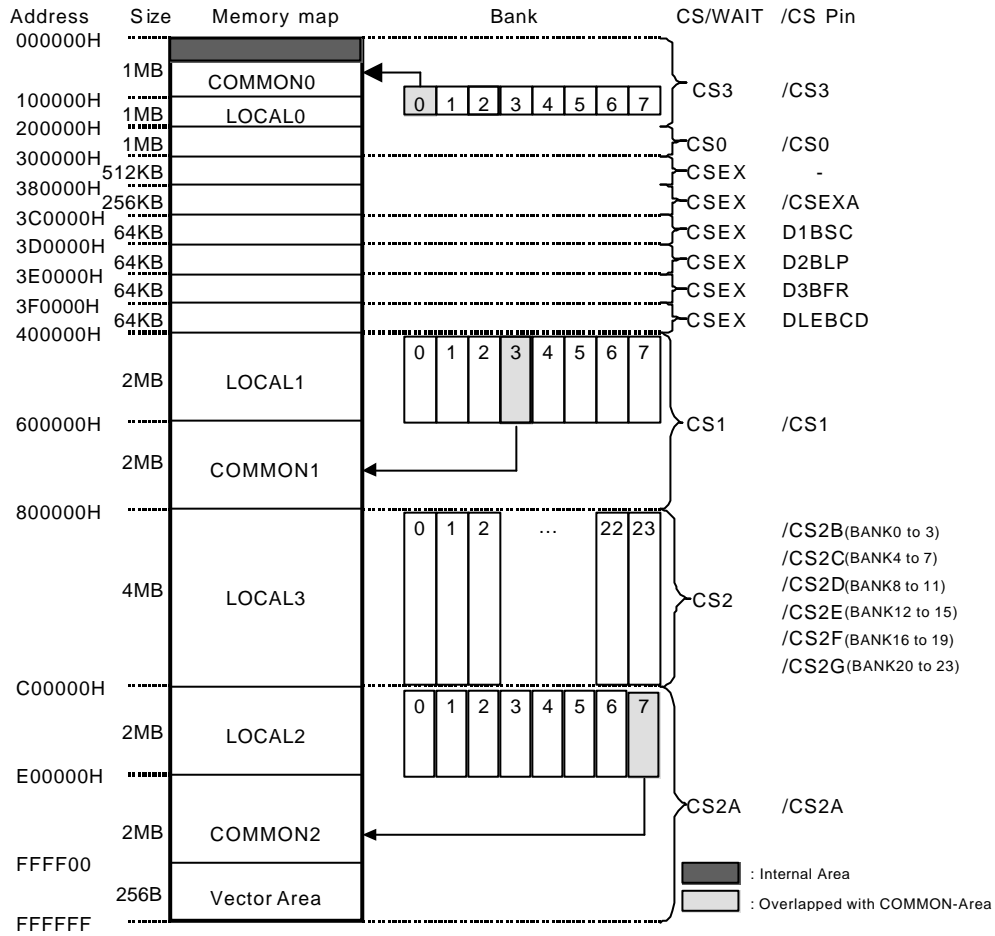 Address Size Memory map Bank CS/WAIT /CS Pin
000000H
1MB COMMON0 CS3 /CS3
0 1 2 3 4 5 6 7
100000H
1MB LOCAL0
200000H
1MB CS0 /CS0
300000H
512KB CSEX -
380000H
256KB CSEX /CSEXA
3C0000H
64KB CSEX D1BSC
3D0000H
64KB CSEX D2BLP
3E0000H
64KB CSEX D3BFR
3F0000H
64KB CSEX DLEBCD
400000H
0 1 2 3 4 5 6 7
2MB LOCAL1
600000H CS1 /CS1
2MB COMMON1
800000H
0 1 2 ... 22 23
4MB LOCAL3 CS2
/CS2B(BANK0 to 3)
/CS2C(BANK4 to 7)
/CS2D(BANK8 to 11)
/CS2E(BANK12 to 15)
/CS2F(BANK16 to 19)
/CS2G(BANK20 to 23)
C00000H
0 1 2 3 4 5 6 7
2MB LOCAL2
E00000H
CS2A /CS2A
2MB COMMON2
FFFF00
256B Vector Area
FFFFFF
: Internal Area
: Overlapped with COMMON-Area